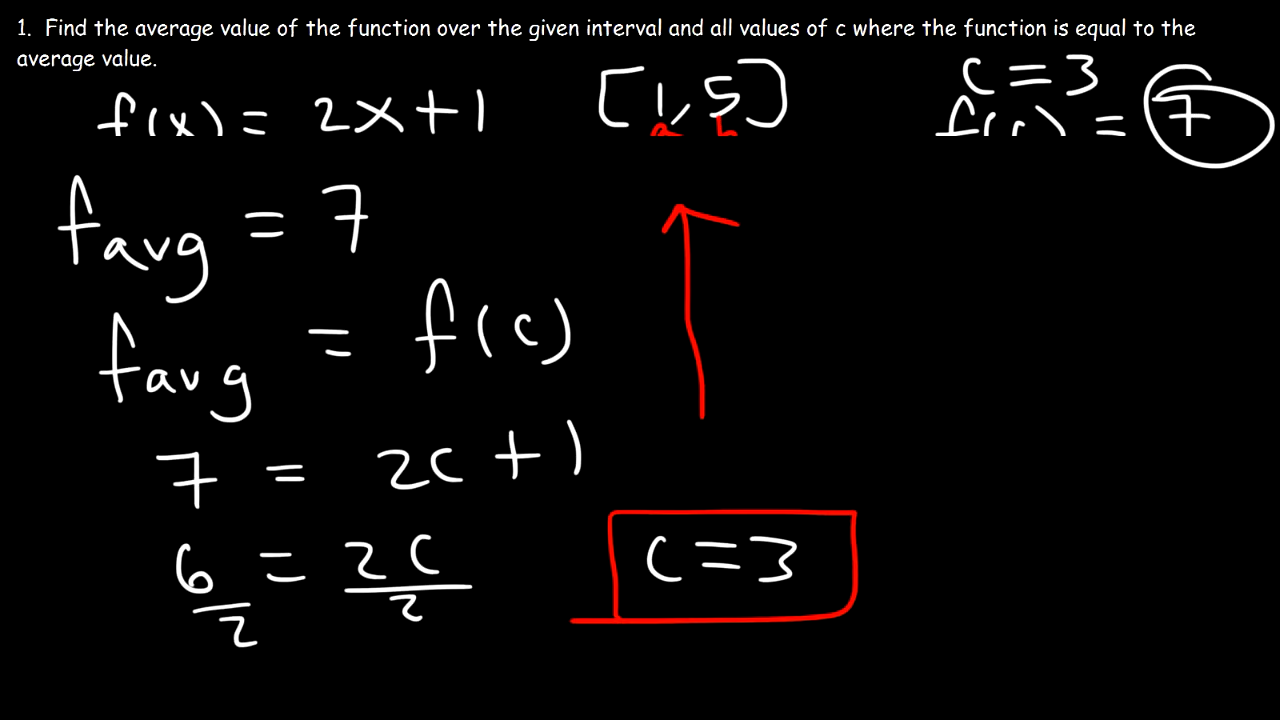 1. Find the average value of the function over the given interval and all values of c where the function is equal to the
average value.
f(x) = 2x+1 [1,5] c = 3
a b f(c) = 7
f avg = 7
f avg = f(c)
7 = 2c + 1
6/2 = 2c/2 c = 3